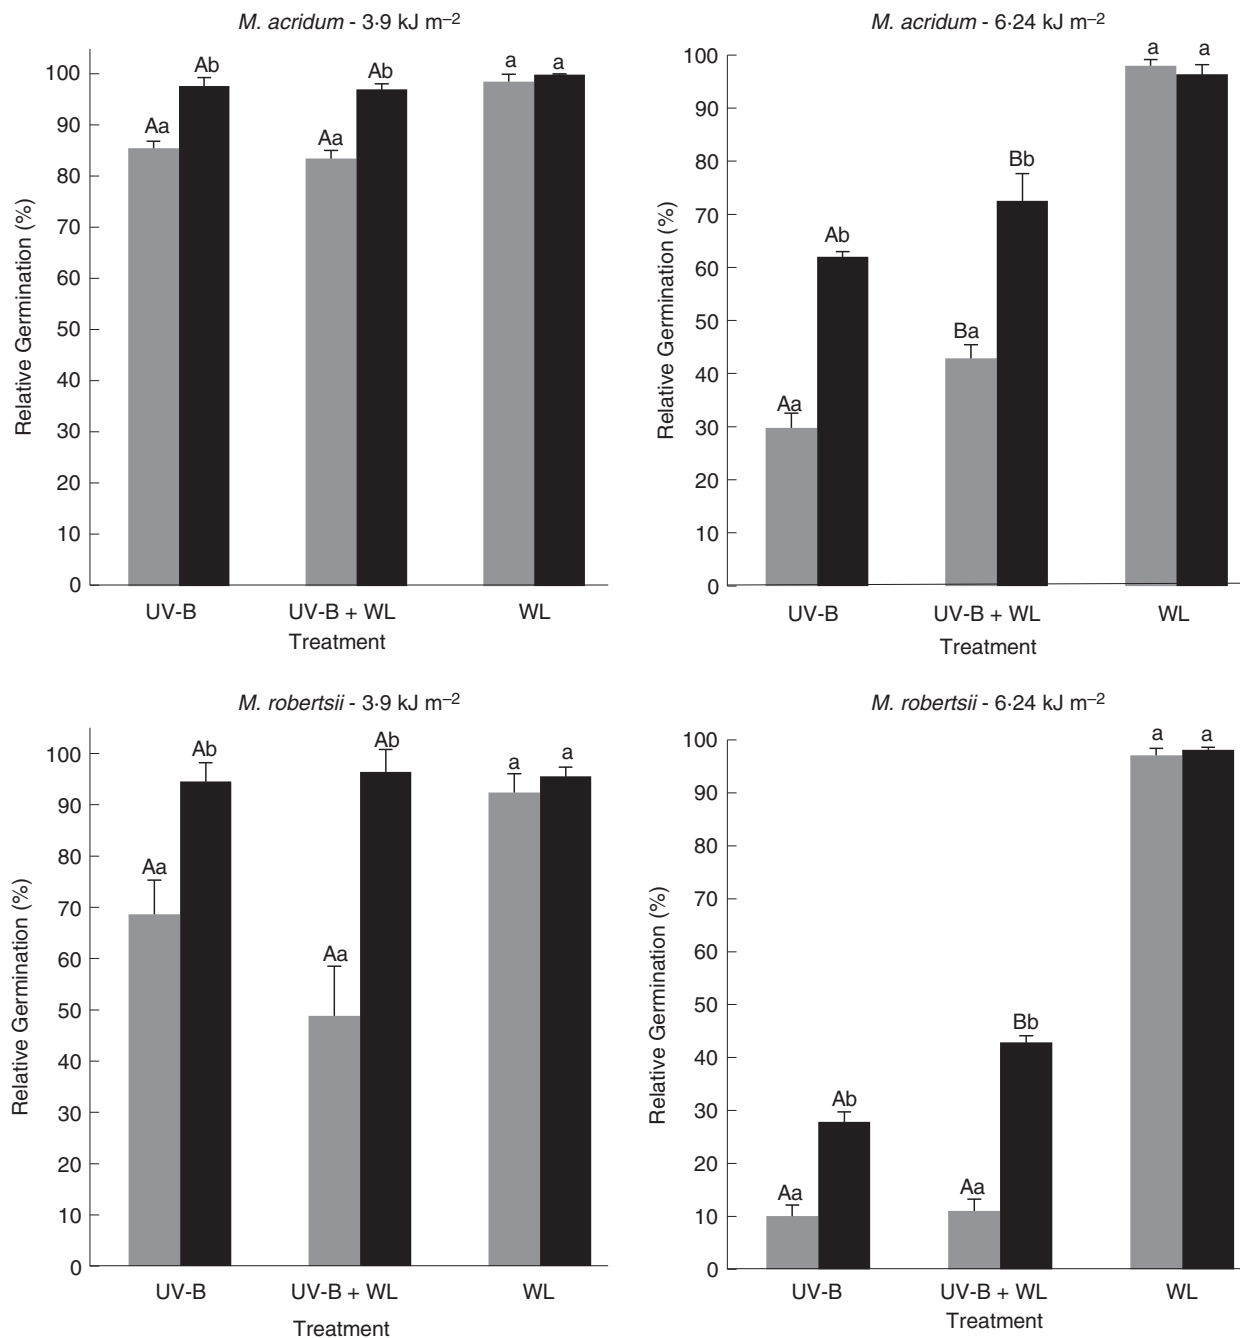 M. acridum - 3·9 kJ m⁻²
Relative Germination (%)
100
90
80
70
60
50
40
30
20
10
0
Aa
Ab
Aa
Ab
a
a
UV-B
UV-B + WL
WL
Treatment
M. acridum - 6·24 kJ m⁻²
Relative Germination (%)
100
90
80
70
60
50
40
30
20
10
0
Aa
Ab
Ba
Bb
a
a
UV-B
UV-B + WL
WL
Treatment
M. robertsii - 3·9 kJ m⁻²
Relative Germination (%)
100
90
80
70
60
50
40
30
20
10
0
Aa
Ab
Aa
Ab
a
a
UV-B
UV-B + WL
WL
Treatment
M. robertsii - 6·24 kJ m⁻²
Relative Germination (%)
100
90
80
70
60
50
40
30
20
10
0
Aa
Ab
Aa
Bb
a
a
UV-B
UV-B + WL
WL
Treatment